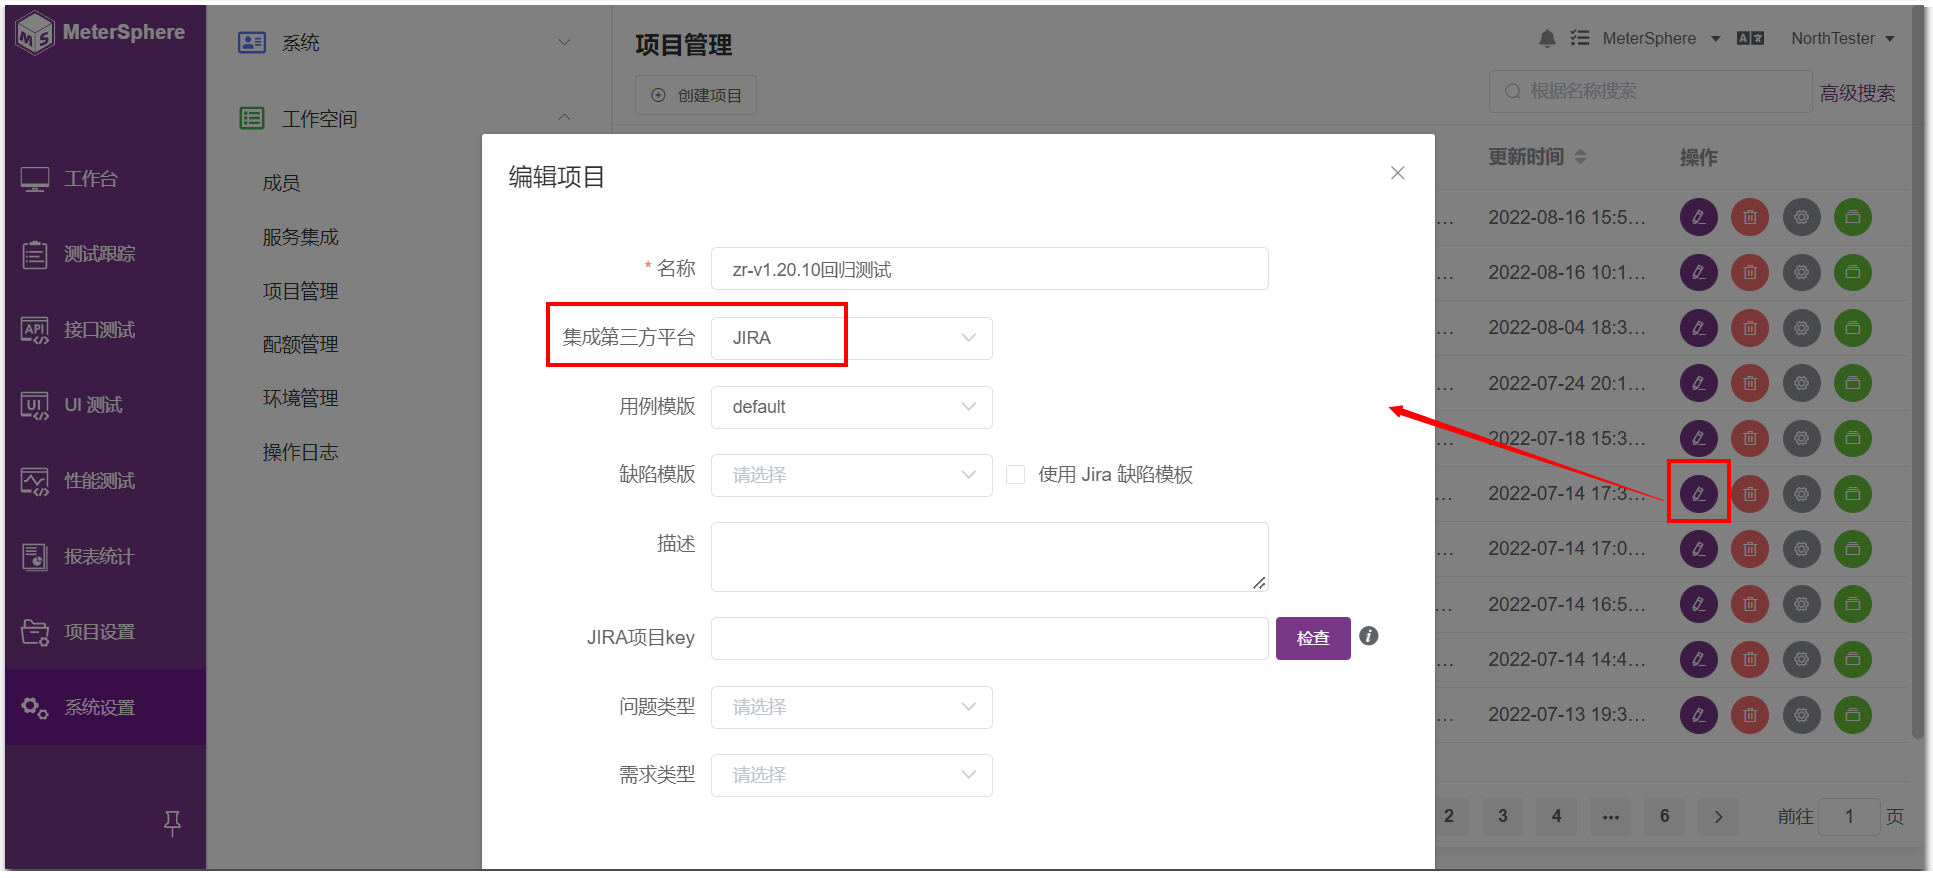 MeterSphere
工作台
测试跟踪
API
接口测试
UI
UI 测试
性能测试
报表统计
项目设置
系统设置
系统
工作空间
成员
服务集成
项目管理
配额管理
环境管理
操作日志
项目管理
MeterSphere
NorthTester
创建项目
根据名称搜索
高级搜索
更新时间
操作
... 2022-08-16 15:5...
... 2022-08-16 10:1...
... 2022-08-04 18:3...
... 2022-07-24 20:1...
... 2022-07-18 15:3...
... 2022-07-14 17:3...
... 2022-07-14 17:0...
... 2022-07-14 16:5...
... 2022-07-14 14:4...
... 2022-07-13 19:3...
2 3 4 ... 6 前往 1 页
编辑项目
* 名称 zr-v1.20.10回归测试
集成第三方平台 JIRA
用例模版 default
缺陷模版 请选择 使用 Jira 缺陷模板
描述
JIRA项目key 检查
问题类型 请选择
需求类型 请选择